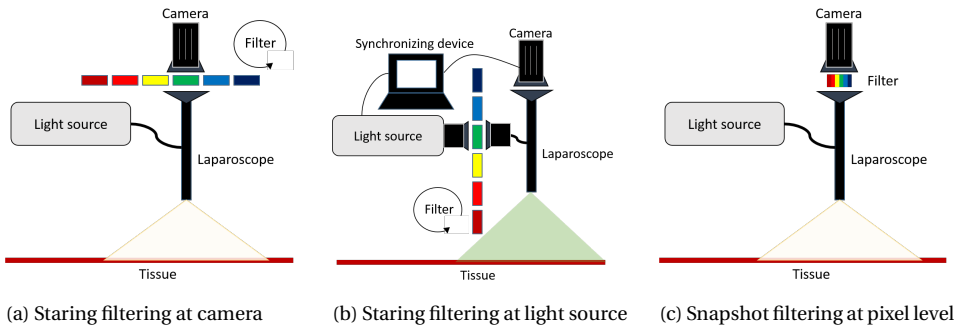 Camera
Filter
Light source
Laparoscope
Tissue
(a) Staring filtering at camera
Synchronizing device
Camera
Light source
Laparoscope
Filter
Tissue
(b) Staring filtering at light source
Camera
Filter
Light source
Laparoscope
Tissue
(c) Snapshot filtering at pixel level